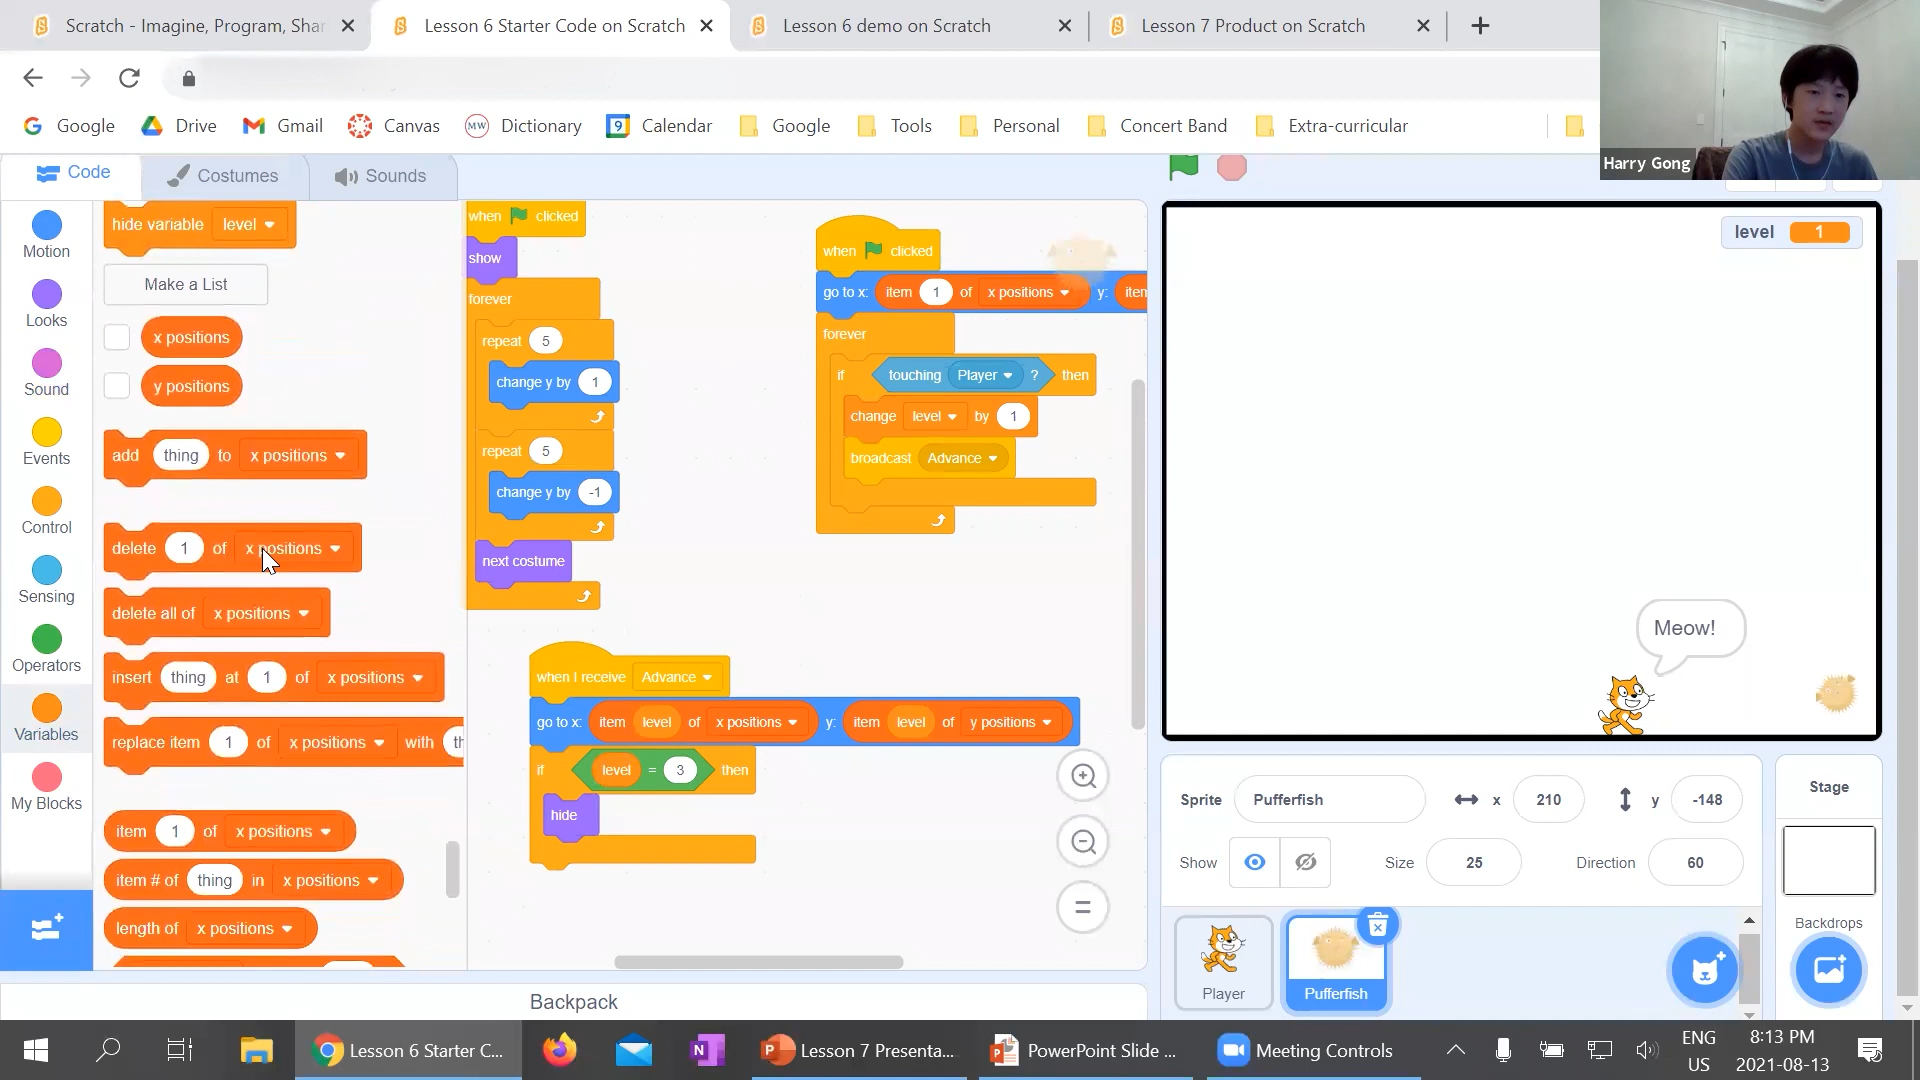 Scratch - Imagine, Program, Shar
Lesson 6 Starter Code on Scratch
Lesson 6 demo on Scratch
Lesson 7 Product on Scratch
Google
Drive
Gmail
Canvas
MW
Dictionary
9
Calendar
Google
Tools
Personal
Concert Band
Extra-curricular
Harry Gong
Code
Costumes
Sounds
Motion
Looks
Sound
Events
Control
Sensing
Operators
Variables
My Blocks
hide variable level
Make a List
x positions
y positions
add thing to x positions
delete 1 of x positions
delete all of x positions
insert thing at 1 of x positions
replace item 1 of x positions with th
item 1 of x positions
item # of thing in x positions
length of x positions
when clicked
show
forever
repeat 5
change y by 1
repeat 5
change y by -1
next costume
when clicked
go to x: item 1 of x positions y: item
forever
if touching Player ? then
change level by 1
broadcast Advance
when I receive Advance
go to x: item level of x positions y: item level of y positions
if level = 3 then
hide
Backpack
level 1
Meow!
Sprite Pufferfish x 210 y -148
Show Size 25 Direction 60
Player
Pufferfish
Stage
Backdrops
Lesson 6 Starter C...
Lesson 7 Presenta...
PowerPoint Slide ...
Meeting Controls
ENG
US
8:13 PM
2021-08-13